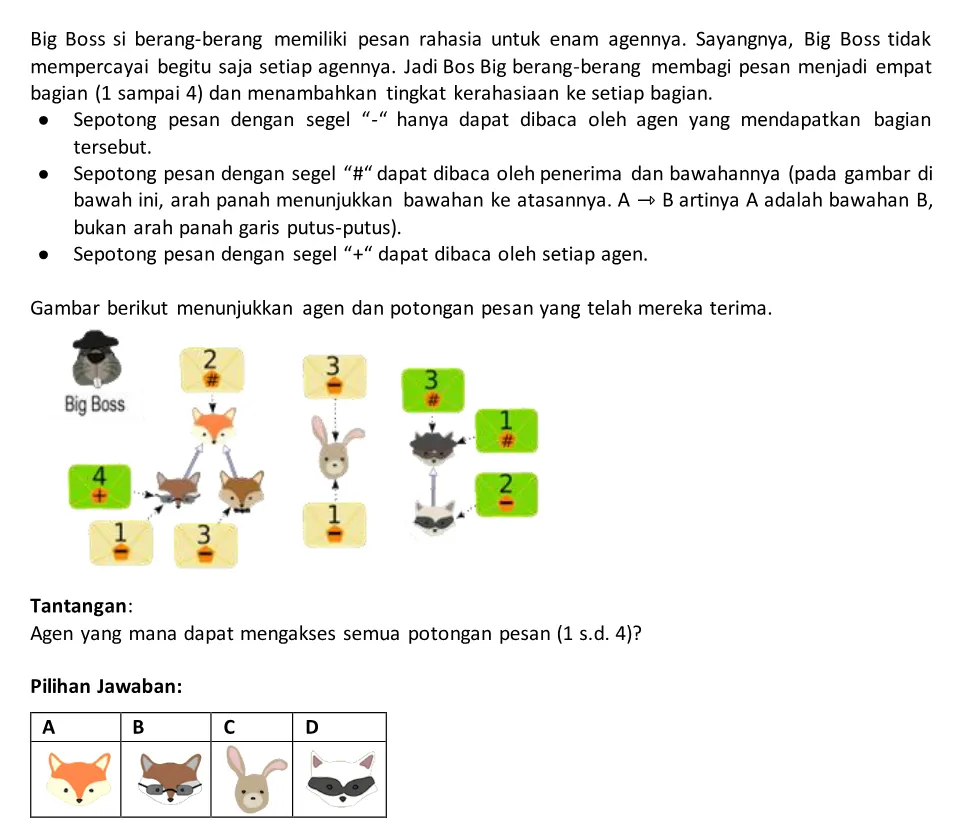 Big Boss si berang-berang memiliki pesan rahasia untuk enam agennya. Sayangnya, Big Boss tidak
mempercayai begitu saja setiap agennya. Jadi Bos Big berang-berang membagi pesan menjadi empat
bagian (1 sampai 4) dan menambahkan tingkat kerahasiaan ke setiap bagian.
● Sepotong pesan dengan segel “-“ hanya dapat dibaca oleh agen yang mendapatkan bagian
tersebut.
● Sepotong pesan dengan segel “#“ dapat dibaca oleh penerima dan bawahannya (pada gambar di
bawah ini, arah panah menunjukkan bawahan ke atasannya. A → B artinya A adalah bawahan B,
bukan arah panah garis putus-putus).
● Sepotong pesan dengan segel “+“ dapat dibaca oleh setiap agen.
Gambar berikut menunjukkan agen dan potongan pesan yang telah mereka terima.
Big Boss
2
#
3
-
3
#
1
#
4
+
1
-
3
-
1
-
2
-
Tantangan:
Agen yang mana dapat mengakses semua potongan pesan (1 s.d. 4)?
Pilihan Jawaban:
A B C D